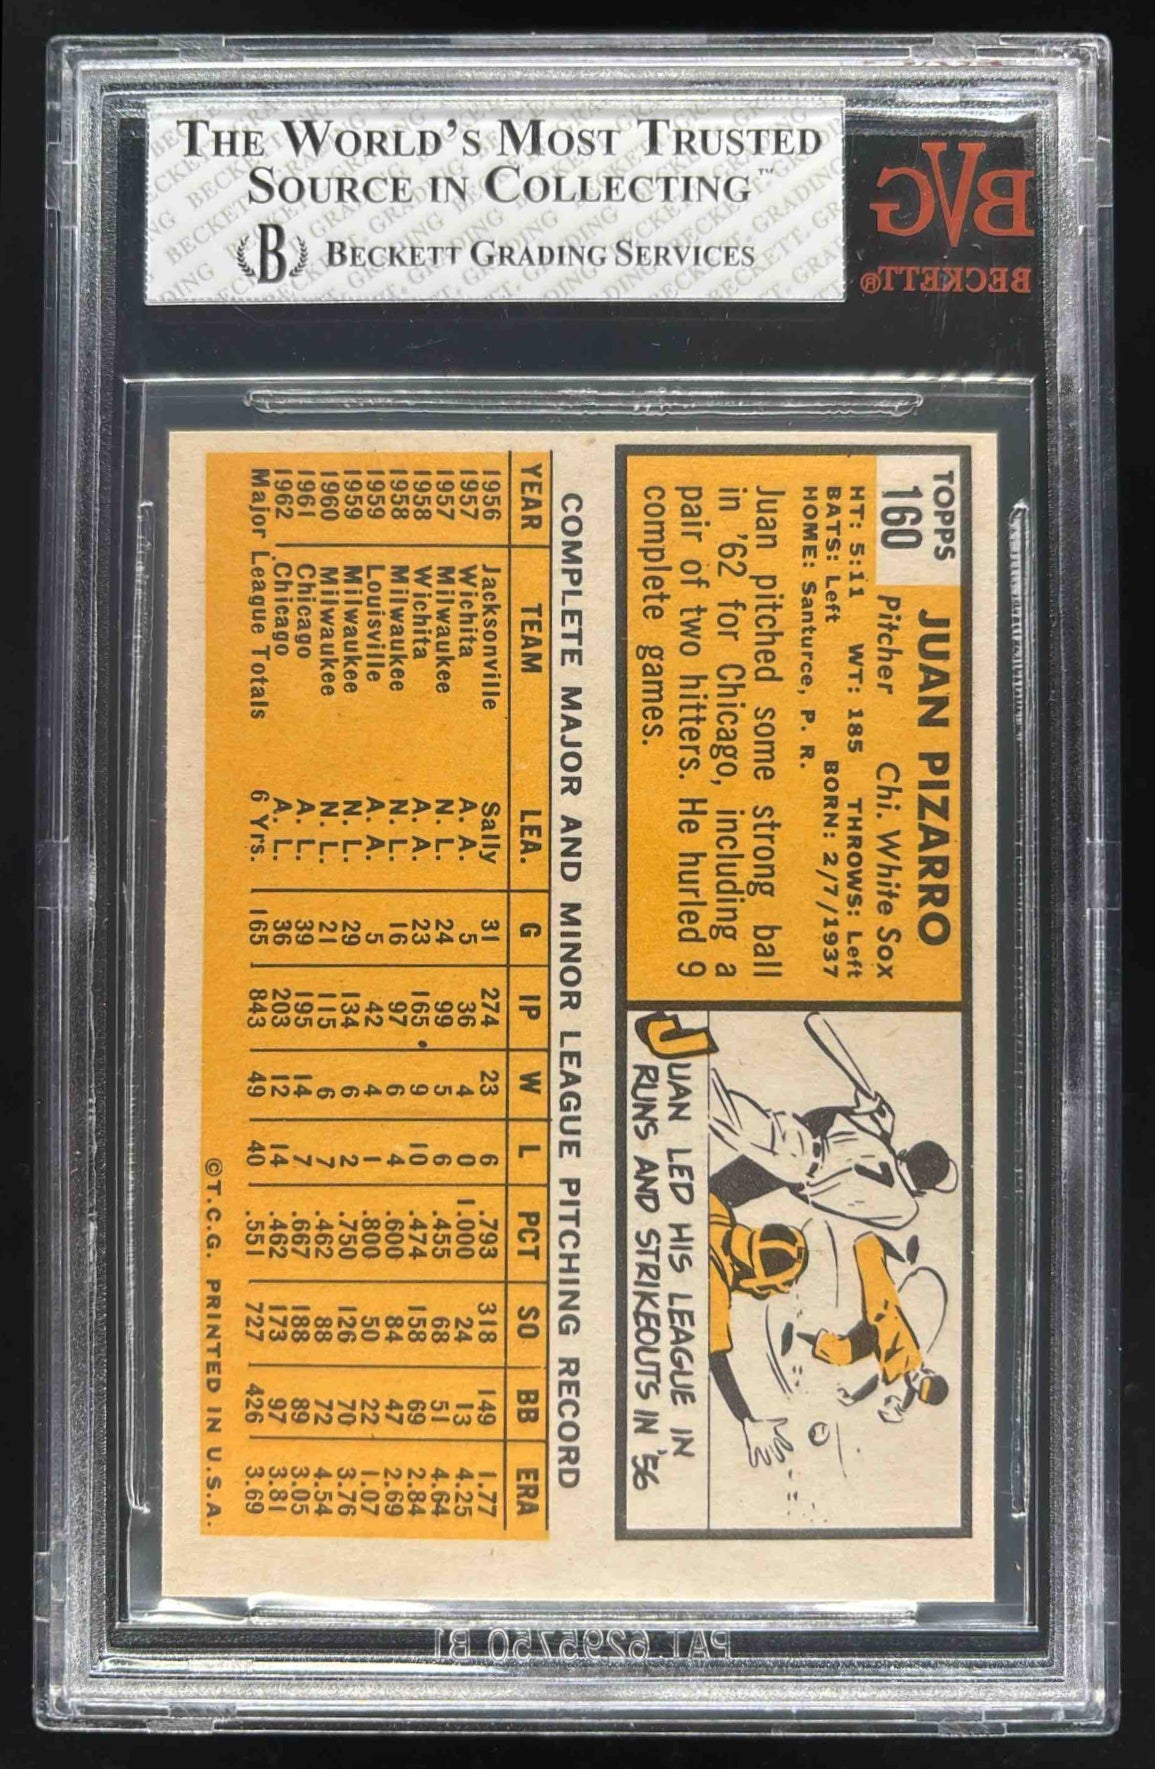 THE WORLD'S MOST TRUSTED
SOURCE IN COLLECTING™
B BECKETT GRADING SERVICES
BVG
BECKETT®
TOPPS
160
JUAN PIZARRO
Pitcher Chi. White Sox
HT: 5:11 WT: 185 THROWS: Left
BATS: Left BORN: 2/7/1937
HOME: Santurce, P. R.
Juan pitched some strong ball
in '62 for Chicago, including a
pair of two hitters. He hurled 9
complete games.
JUAN LED HIS LEAGUE IN
RUNS AND STRIKEOUTS IN '56
7
COMPLETE MAJOR AND MINOR LEAGUE PITCHING RECORD
YEAR TEAM LEA. G IP W L PCT SO BB ERA
1956 Jacksonville Sally 31 274 23 6 .793 318 149 1.77
1957 Wichita A. A. 5 36 4 0 1.000 24 13 4.25
1957 Milwaukee N. L. 24 99 5 6 .455 68 51 4.64
1958 Wichita A. A. 23 165 9 10 .474 158 69 2.84
1958 Milwaukee N. L. 16 97 6 4 .600 84 47 2.69
1959 Louisville A. A. 5 42 4 1 .800 50 22 1.07
1959 Milwaukee N. L. 29 134 6 2 .750 126 70 3.76
1960 Milwaukee N. L. 21 115 6 7 .462 88 72 4.54
1961 Chicago A. L. 39 195 14 7 .667 188 89 3.05
1962 Chicago A. L. 36 203 12 14 .462 173 97 3.81
Major League Totals 6 Yrs. 165 843 49 40 .551 727 426 3.69
©T.C.G. PRINTED IN U.S.A.
PAT. 6295750 B1